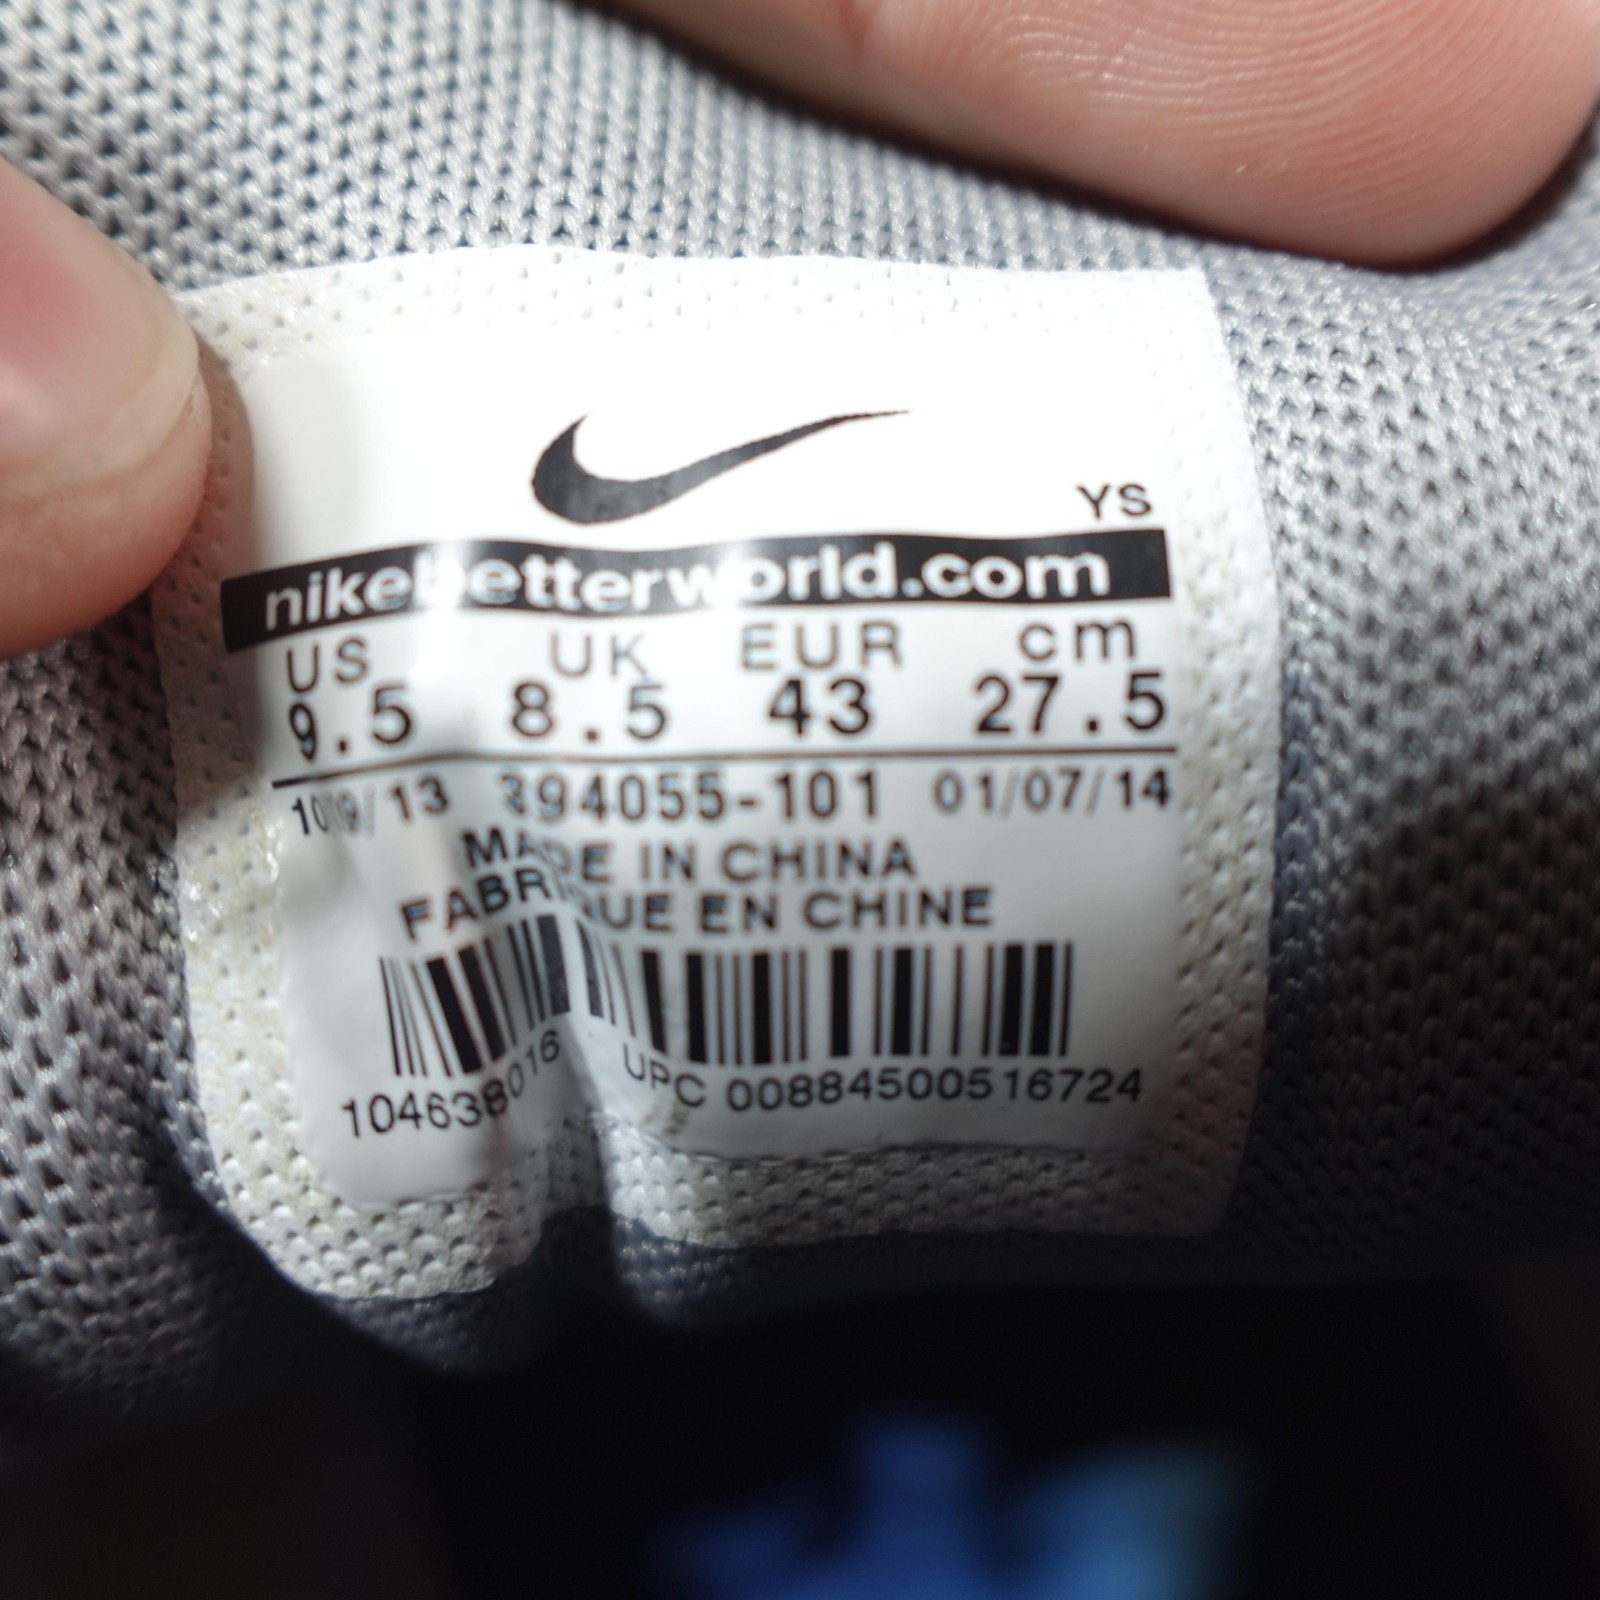 YS
nikebetterworld.com
US UK EUR cm
9.5 8.5 43 27.5
10/9/13 394055-101 01/07/14
MADE IN CHINA
FABRIQUE EN CHINE
104638016 UPC 00884500516724